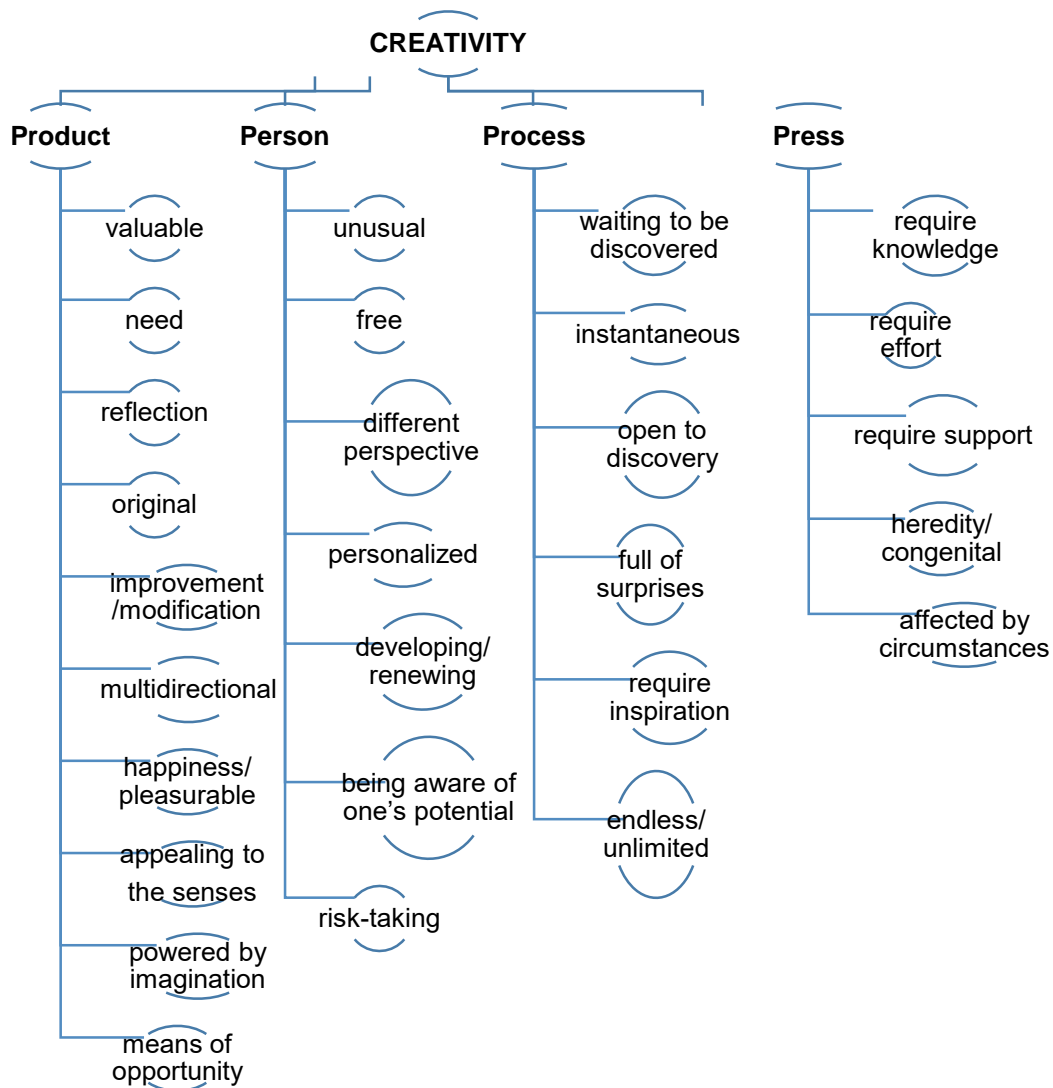 CREATIVITY
Product
Person
Process
Press
valuable
need
reflection
original
improvement
/modification
multidirectional
happiness/
pleasurable
appealing to
the senses
powered by
imagination
means of
opportunity
unusual
free
different
perspective
personalized
developing/
renewing
being aware of
one’s potential
risk-taking
waiting to be
discovered
instantaneous
open to
discovery
full of
surprises
require
inspiration
endless/
unlimited
require
knowledge
require
effort
require support
heredity/
congenital
affected by
circumstances